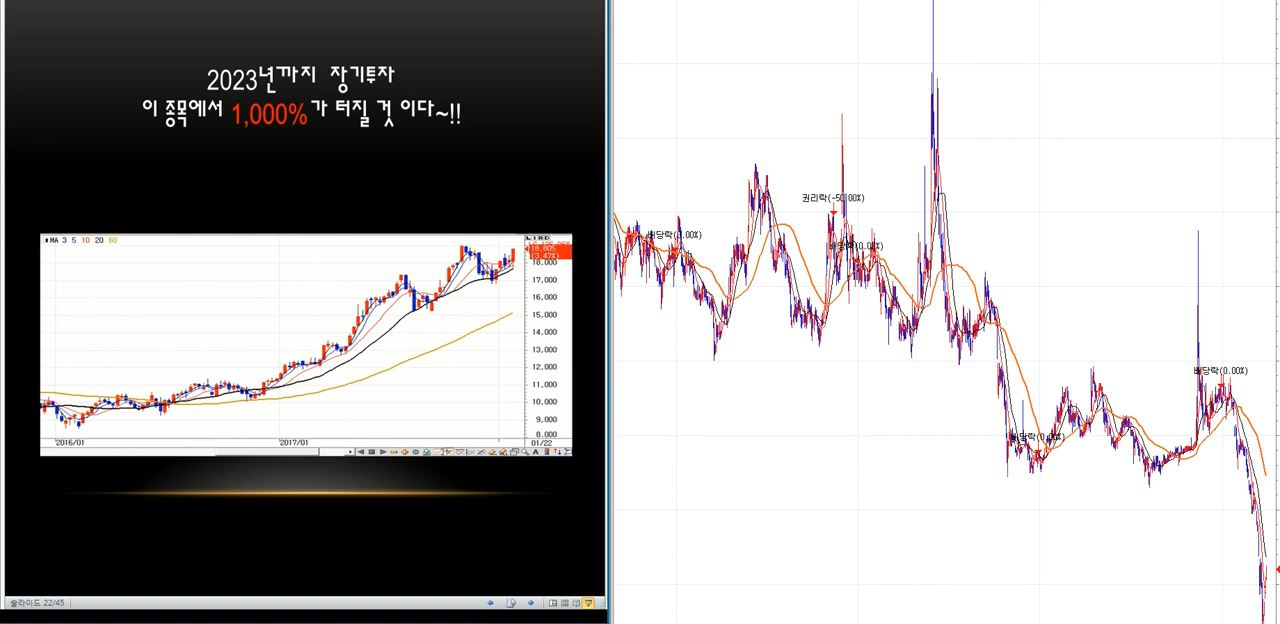 2023년까지 장기투자
이 종목에서 1,000%가 터질 것 이다~!!
MA 3 5 10 20 60
18,805
(3.47%)
18,000
17,000
16,000
15,000
14,000
13,000
12,000
11,000
10,000
9,000
8,000
2016/01
2017/01
01/22
슬라이드 22/45
배당락(0.00%)
권리락(-50.00%)
배당락(0.00%)
배당락(0.00%)
배당락(0.00%)